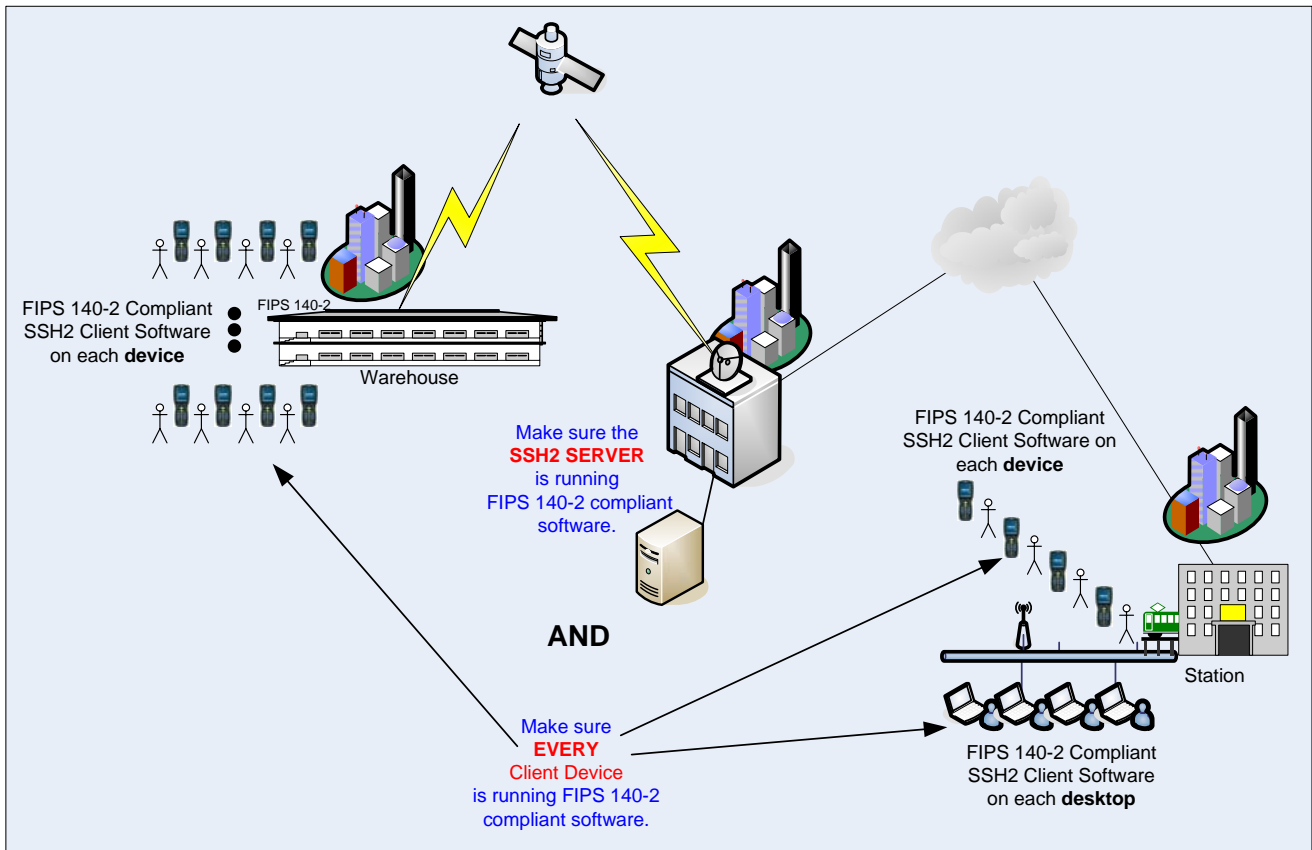 FIPS 140-2 Compliant
SSH2 Client Software
on each device
FIPS 140-2
Warehouse
Make sure the
SSH2 SERVER
is running
FIPS 140-2 compliant
software.
FIPS 140-2 Compliant
SSH2 Client Software on
each device
AND
Station
Make sure
EVERY
Client Device
is running FIPS 140-2
compliant software.
FIPS 140-2 Compliant
SSH2 Client Software
on each desktop